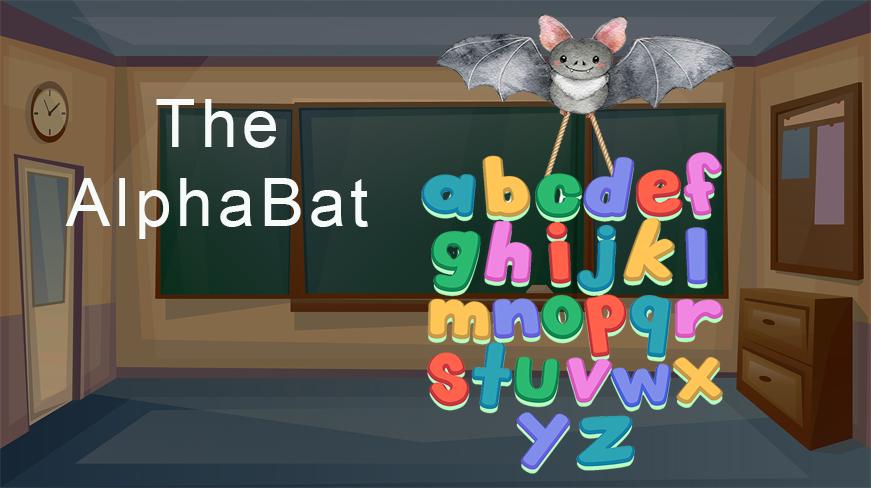 The
AlphaBat
abcdef
ghijkl
mnopqr
stuvwx
yz